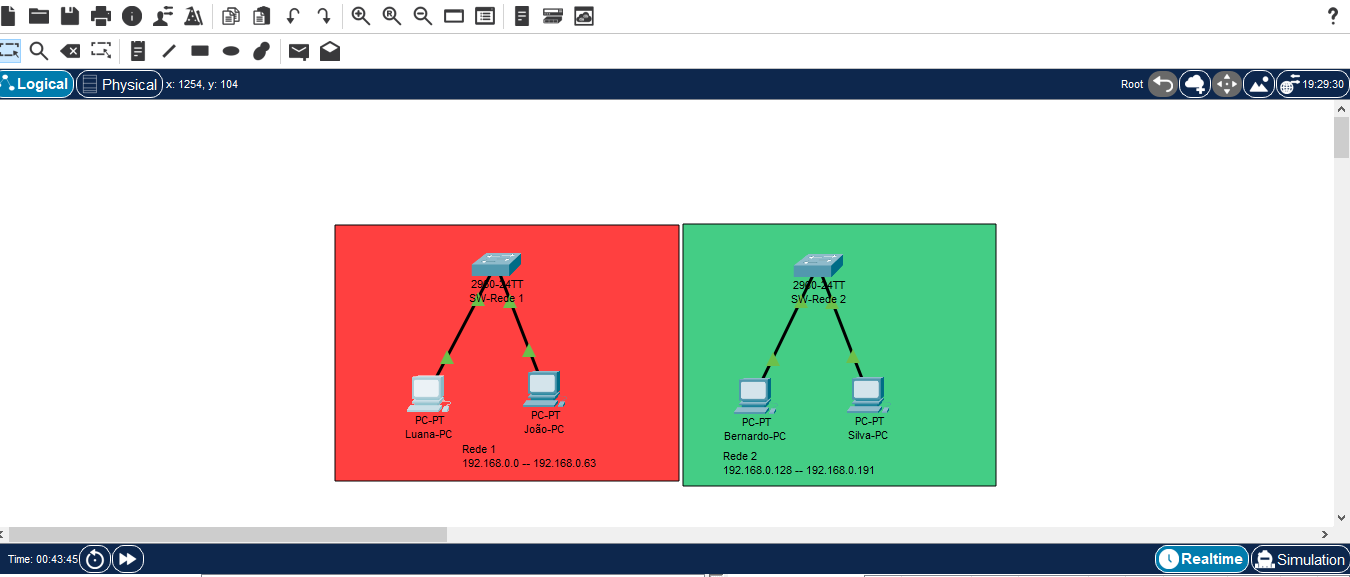 Logical
Physical
x: 1254, y: 104
Root
19:29:30
2960-24TT
SW-Rede 1
2960-24TT
SW-Rede 2
PC-PT
Luana-PC
PC-PT
João-PC
PC-PT
Bernardo-PC
PC-PT
Silva-PC
Rede 1
192.168.0.0 -- 192.168.0.63
Rede 2
192.168.0.128 -- 192.168.0.191
Time: 00:43:45
Realtime
Simulation